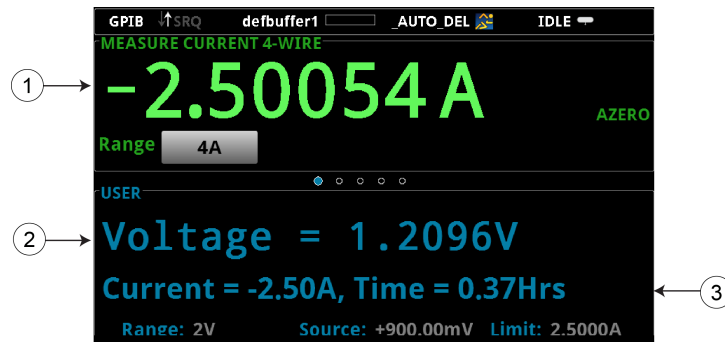 GPIB SRQ defbuffer1 _AUTO_DEL IDLE
MEASURE CURRENT 4-WIRE
1
-2.50054 A
AZERO
Range 4A
USER
2
Voltage = 1.2096V
Current = -2.50A, Time = 0.37Hrs
3
Range: 2V Source: +900.00mV Limit: 2.5000A